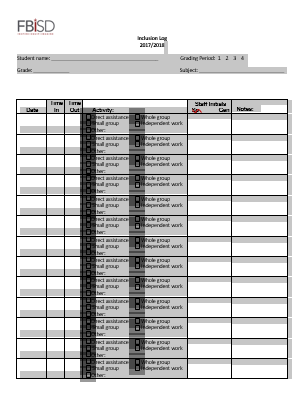 FBISD
Inclusion Log
2017/2018
Student name: Grading Period: 1 2 3 4
Grade: Subject:
Date Time In Time Out Activity: Staff Initials Sp. Gen Notes:
Direct assistance Whole group
Small group Independent work
Other:
Direct assistance Whole group
Small group Independent work
Other:
Direct assistance Whole group
Small group Independent work
Other:
Direct assistance Whole group
Small group Independent work
Other:
Direct assistance Whole group
Small group Independent work
Other:
Direct assistance Whole group
Small group Independent work
Other:
Direct assistance Whole group
Small group Independent work
Other:
Direct assistance Whole group
Small group Independent work
Other:
Direct assistance Whole group
Small group Independent work
Other:
Direct assistance Whole group
Small group Independent work
Other:
Direct assistance Whole group
Small group Independent work
Other:
Direct assistance Whole group
Small group Independent work
Other:
Direct assistance Whole group
Small group Independent work
Other: